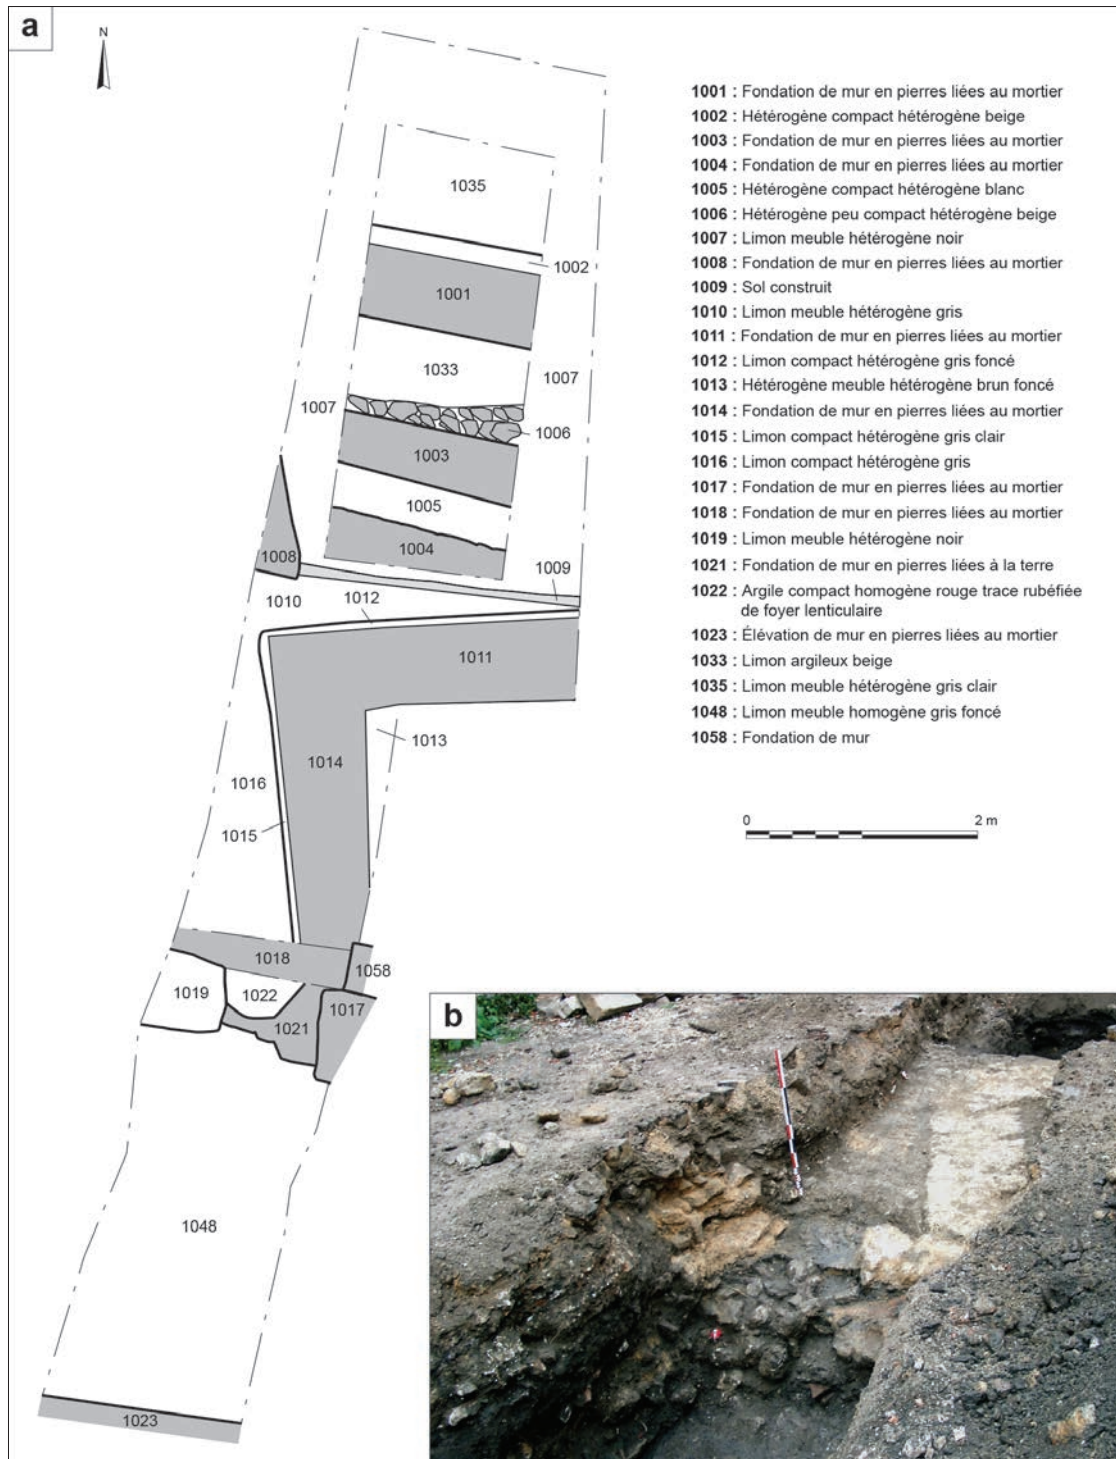 a
N
1001 : Fondation de mur en pierres liées au mortier
1002 : Hétérogène compact hétérogène beige
1003 : Fondation de mur en pierres liées au mortier
1004 : Fondation de mur en pierres liées au mortier
1005 : Hétérogène compact hétérogène blanc
1006 : Hétérogène peu compact hétérogène beige
1007 : Limon meuble hétérogène noir
1008 : Fondation de mur en pierres liées au mortier
1009 : Sol construit
1010 : Limon meuble hétérogène gris
1011 : Fondation de mur en pierres liées au mortier
1012 : Limon compact hétérogène gris foncé
1013 : Hétérogène meuble hétérogène brun foncé
1014 : Fondation de mur en pierres liées au mortier
1015 : Limon compact hétérogène gris clair
1016 : Limon compact hétérogène gris
1017 : Fondation de mur en pierres liées au mortier
1018 : Fondation de mur en pierres liées au mortier
1019 : Limon meuble hétérogène noir
1021 : Fondation de mur en pierres liées à la terre
1022 : Argile compact homogène rouge trace rubéfiée
de foyer lenticulaire
1023 : Élévation de mur en pierres liées au mortier
1033 : Limon argileux beige
1035 : Limon meuble hétérogène gris clair
1048 : Limon meuble homogène gris foncé
1058 : Fondation de mur
0 2 m
1035
1002
1001
1033
1007
1007
1006
1003
1005
1004
1008
1009
1010
1012
1011
1013
1014
1016
1015
1018
1058
1019
1022
1017
1021
1048
1023
b